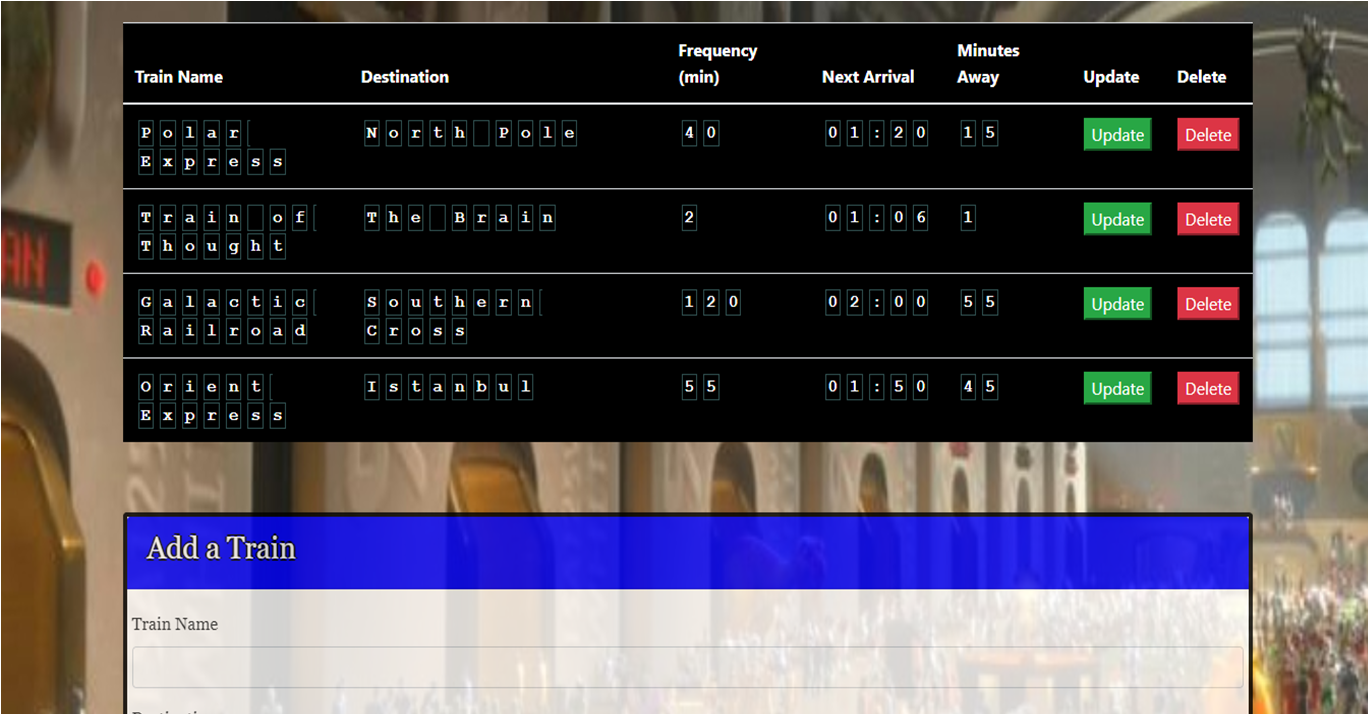 Train Name Destination Frequency (min) Next Arrival Minutes Away Update Delete
Polar Express North Pole 40 01:20 15 Update Delete
Train of Thought The Brain 2 01:06 1 Update Delete
Galactic Railroad Southern Cross 120 02:00 55 Update Delete
Orient Express Istanbul 55 01:50 45 Update Delete
AN
Add a Train
Train Name